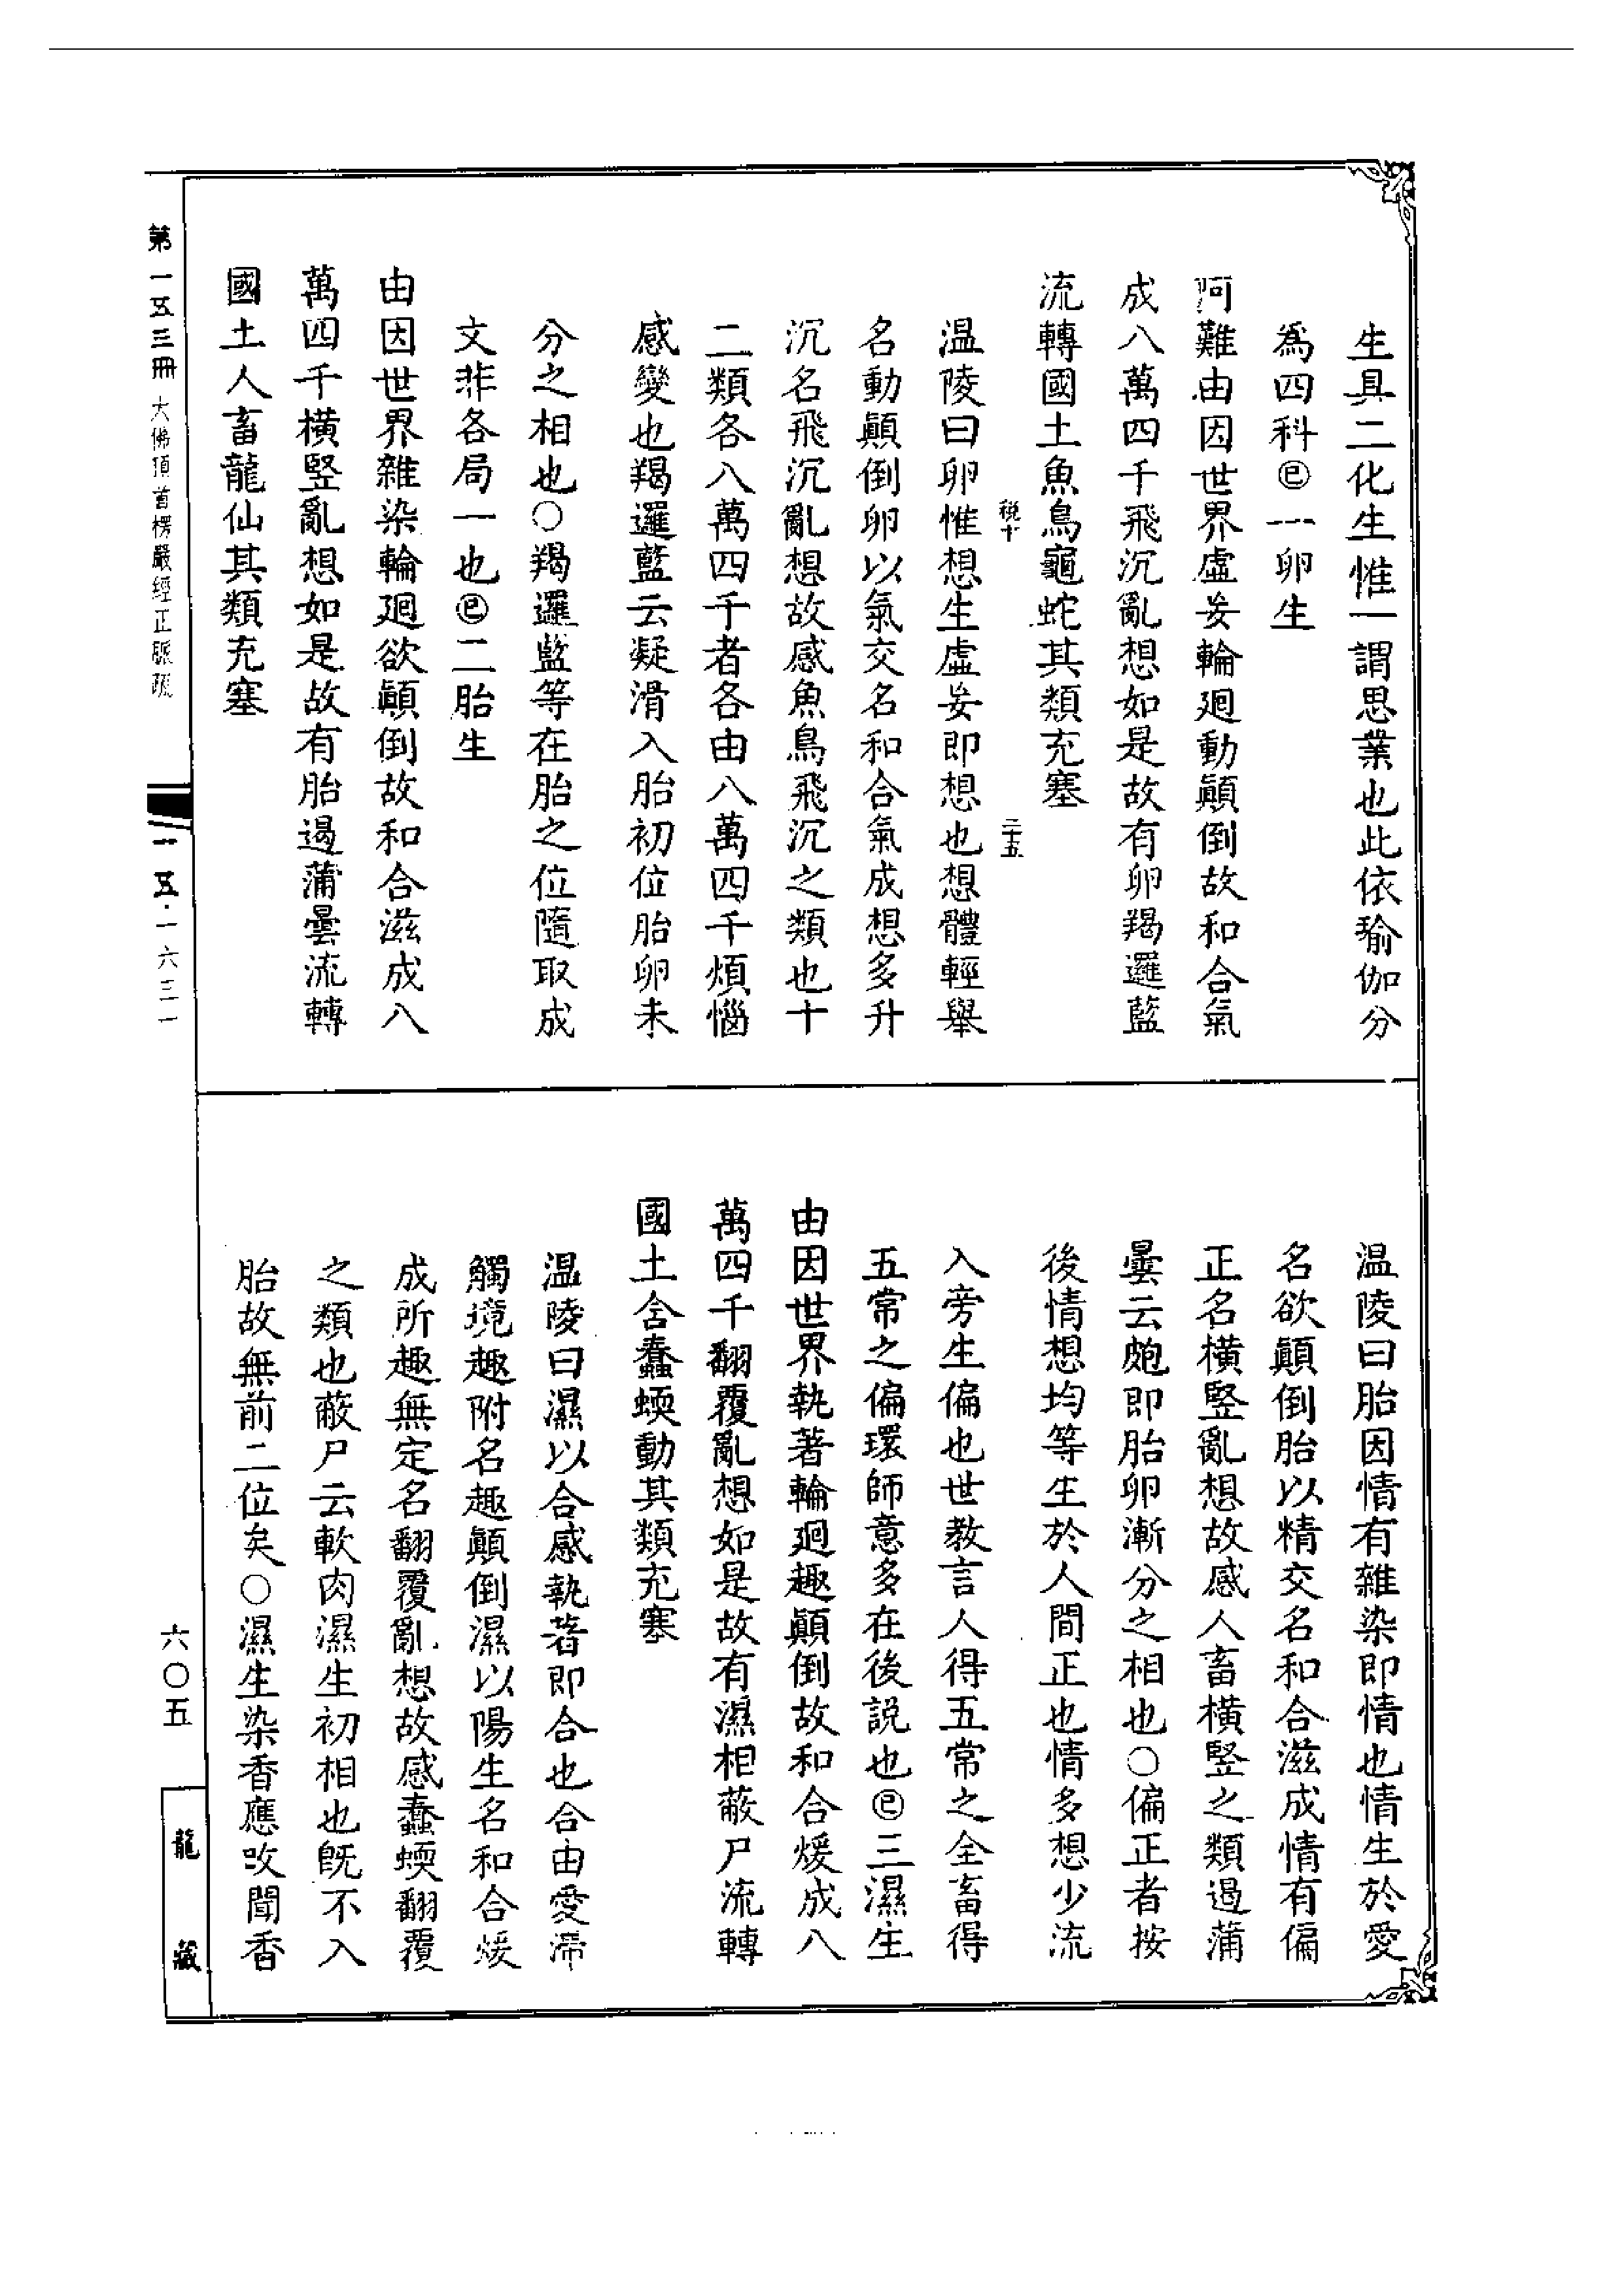 生具二化生惟一謂思業也此依瑜伽分
為四科㔾一卵生
阿難由因世界虛妄輪廻動顛倒故和合氣
成八萬四千飛沉亂想如是故有卵羯邏藍
流轉國土魚鳥龜蛇其類充塞
税十
二十五
温陵曰卵惟想生虛妄即想也想體輕舉
名動顛倒卵以氣交名和合氣成想多升
沉名飛沉亂想故感魚鳥飛沉之類也十
二類各八萬四千者各由八萬四千煩惱
感變也羯邏藍云凝滑入胎初位胎卵未
分之相也○羯邏藍等在胎之位隨取成
文非各局一也㔾二胎生
由因世界雜染輪廻欲顛倒故和合滋成八
萬四千橫竪亂想如是故有胎遏蒲曇流轉
國土人畜龍仙其類充塞
温陵曰胎因情有雜染即情也情生於愛
名欲顛倒胎以精交名和合滋成情有偏
正名橫竪亂想故感人畜橫竪之類遏蒲
曇云皰即胎卵漸分之相也○偏正者按
後情想均等生於人間正也情多想少流
入旁生偏也世教言人得五常之全畜得
五常之偏環師意多在後説也㔾三濕生
由因世界執著輪廻趣顛倒故和合煖成八
萬四千翻覆亂想如是故有濕相蔽尸流轉
國土含蠢蝡動其類充塞
温陵曰濕以合感執著即合也合由愛滯
觸境趣附名趣顛倒濕以陽生名和合煖
成所趣無定名翻覆亂想故感蠢蝡翻覆
之類也蔽尸云軟肉濕生初相也既不入
胎故無前二位矣○濕生染香應叹聞香
第一五三冊 大佛頂首楞嚴經正脈疏
一五·一六三一
六〇五
龍藏